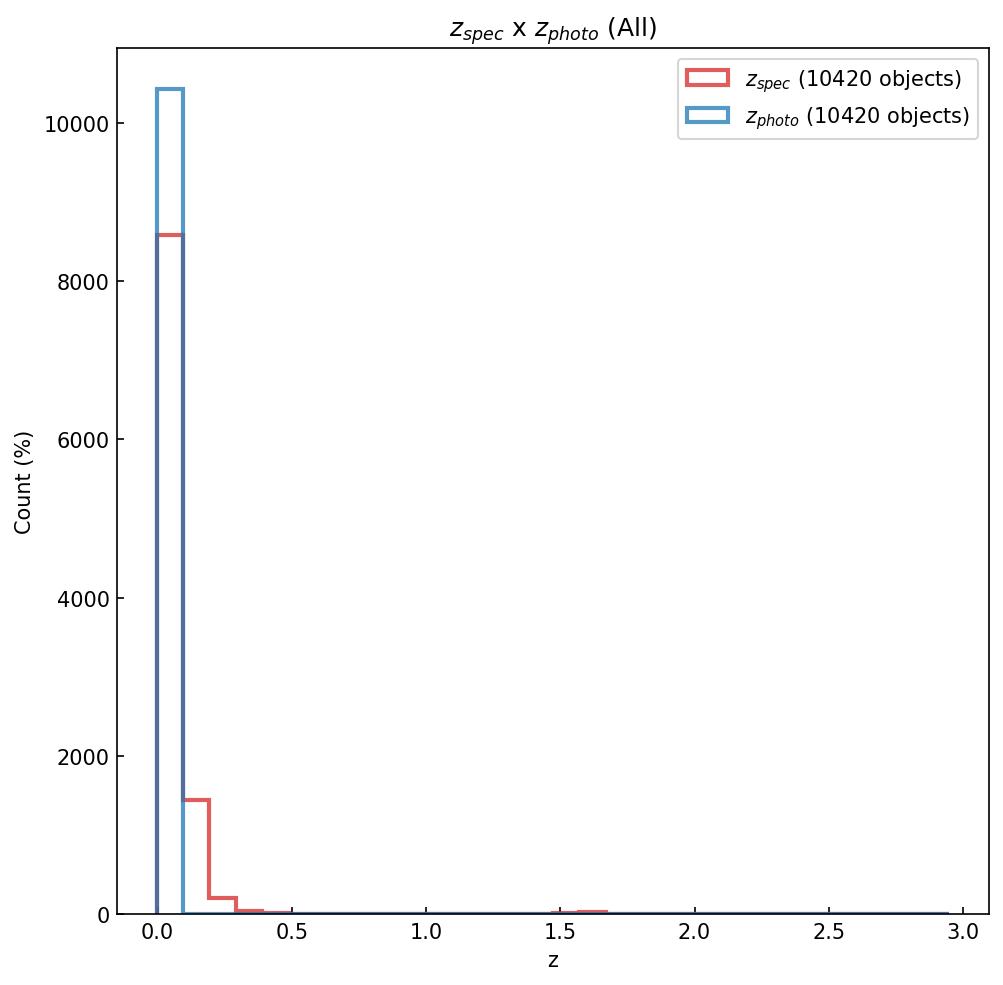 z_spec x z_photo (All)
z_spec (10420 objects)
z_photo (10420 objects)
Count (%)
10000
8000
6000
4000
2000
0
0.0 0.5 1.0 1.5 2.0 2.5 3.0
z